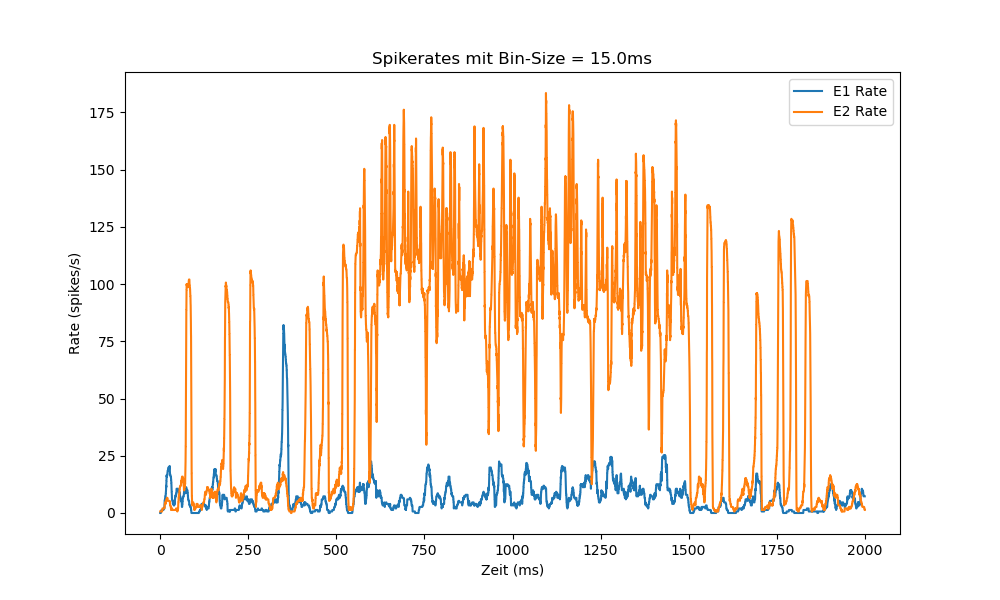 Spikerates mit Bin-Size = 15.0ms
E1 Rate
E2 Rate
175
150
125
100
75
50
25
0
Rate (spikes/s)
0 250 500 750 1000 1250 1500 1750 2000
Zeit (ms)